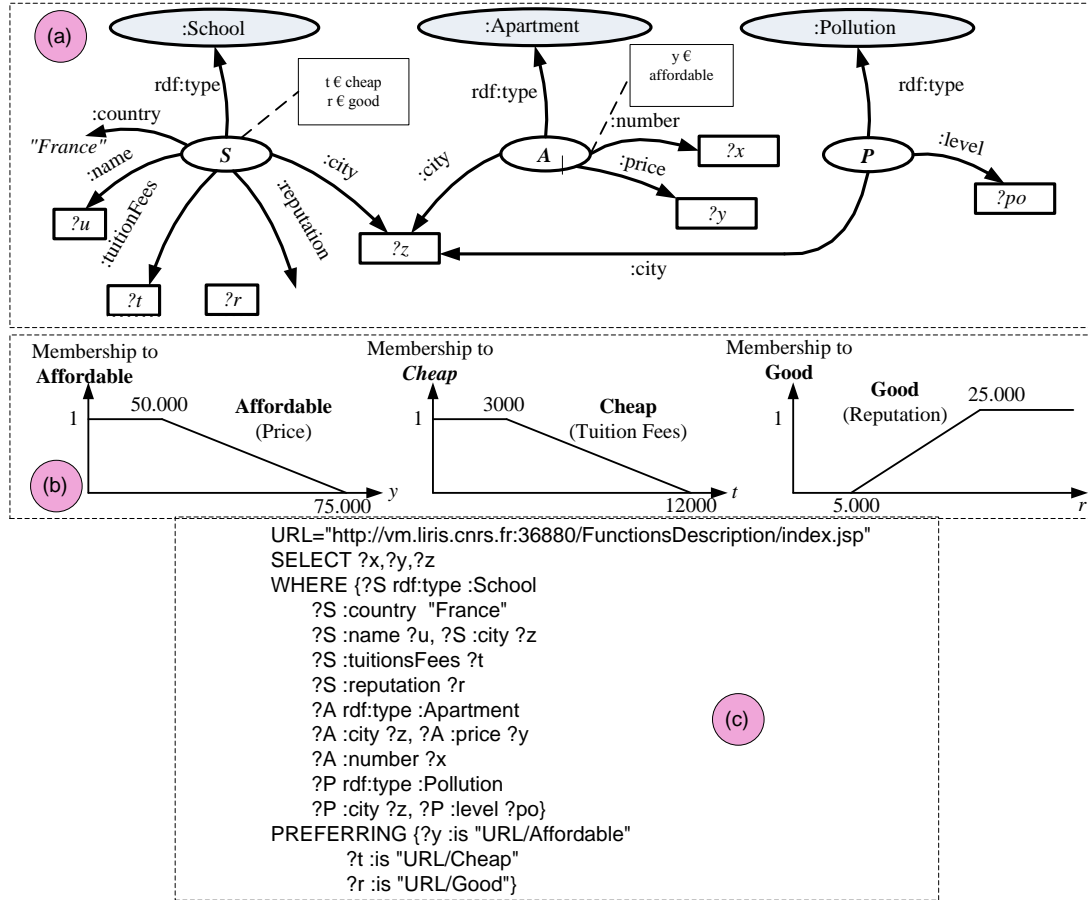 (a)
:School
:Apartment
:Pollution
rdf:type
t € cheap
r € good
rdf:type
y €
affordable
rdf:type
:country
"France"
:name
S
:city
:reputation
:tuitionFees
?u
?t
?r
:city
?z
A
:number
?x
:price
?y
P
:level
?po
:city
(b)
Membership to
Affordable
50.000
1
Affordable
(Price)
75.000
y
Membership to
Cheap
3000
1
Cheap
(Tuition Fees)
12000
t
Membership to
Good
Good
25.000
(Reputation)
1
5.000
r
(c)
URL="http://vm.liris.cnrs.fr:36880/FunctionsDescription/index.jsp"
SELECT ?x,?y,?z
WHERE {?S rdf:type :School
?S :country "France"
?S :name ?u, ?S :city ?z
?S :tuitionsFees ?t
?S :reputation ?r
?A rdf:type :Apartment
?A :city ?z, ?A :price ?y
?A :number ?x
?P rdf:type :Pollution
?P :city ?z, ?P :level ?po}
PREFERRING {?y :is "URL/Affordable"
?t :is "URL/Cheap"
?r :is "URL/Good"}